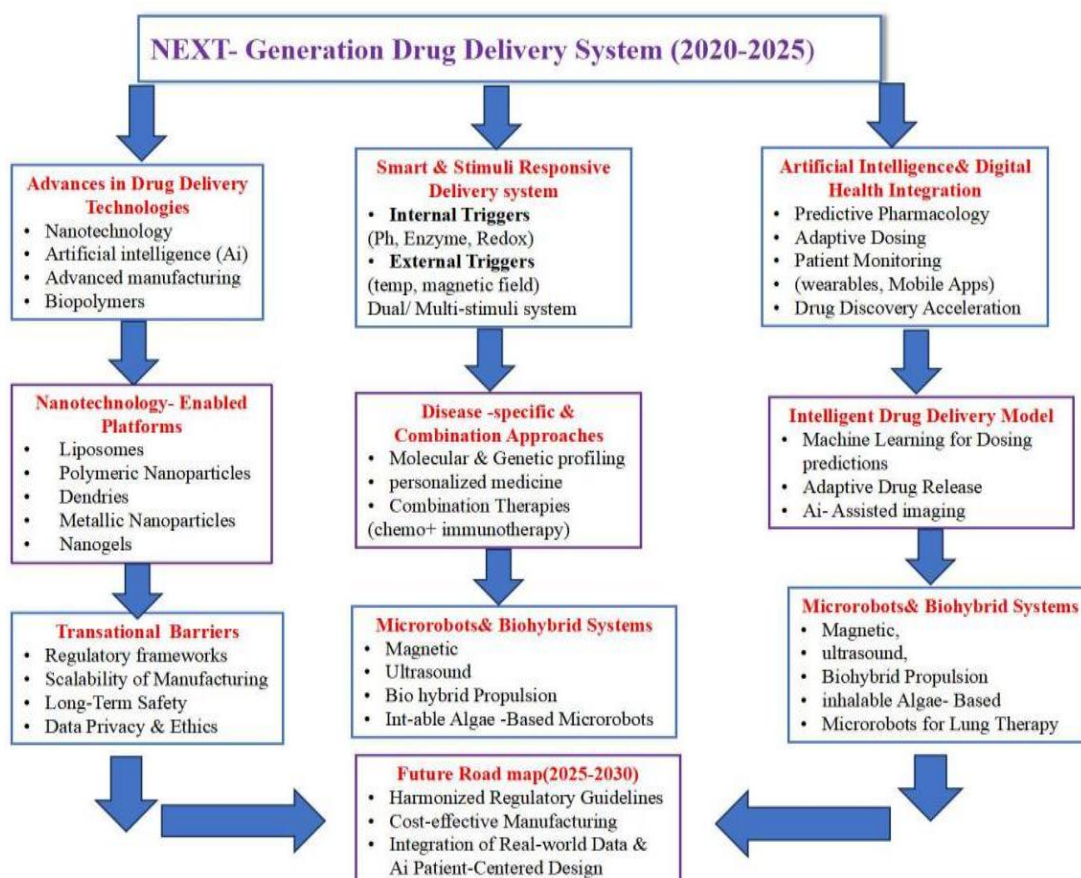 NEXT- Generation Drug Delivery System (2020-2025)
Advances in Drug Delivery
Technologies
• Nanotechnology
• Artificial intelligence (Ai)
• Advanced manufacturing
• Biopolymers
Nanotechnology- Enabled
Platforms
• Liposomes
• Polymeric Nanoparticles
• Dendries
• Metallic Nanoparticles
• Nanogels
Transational Barriers
• Regulatory frameworks
• Scalability of Manufacturing
• Long-Term Safety
• Data Privacy & Ethics
Smart & Stimuli Responsive
Delivery system
• Internal Triggers
(Ph, Enzyme, Redox)
• External Triggers
(temp, magnetic field)
Dual/ Multi-stimuli system
Disease -specific &
Combination Approaches
• Molecular & Genetic profiling
• personalized medicine
• Combination Therapies
(chemo+ immunotherapy)
Microrobots& Biohybrid Systems
• Magnetic
• Ultrasound
• Bio hybrid Propulsion
• Int-able Algae -Based Microrobots
Artificial Intelligence& Digital
Health Integration
• Predictive Pharmacology
• Adaptive Dosing
• Patient Monitoring
• (wearables, Mobile Apps)
• Drug Discovery Acceleration
Intelligent Drug Delivery Model
• Machine Learning for Dosing
predictions
• Adaptive Drug Release
• Ai- Assisted imaging
Microrobots& Biohybrid Systems
• Magnetic,
• ultrasound,
• Biohybrid Propulsion
• inhalable Algae- Based
• Microrobots for Lung Therapy
Future Road map(2025-2030)
• Harmonized Regulatory Guidelines
• Cost-effective Manufacturing
• Integration of Real-world Data &
Ai Patient-Centered Design